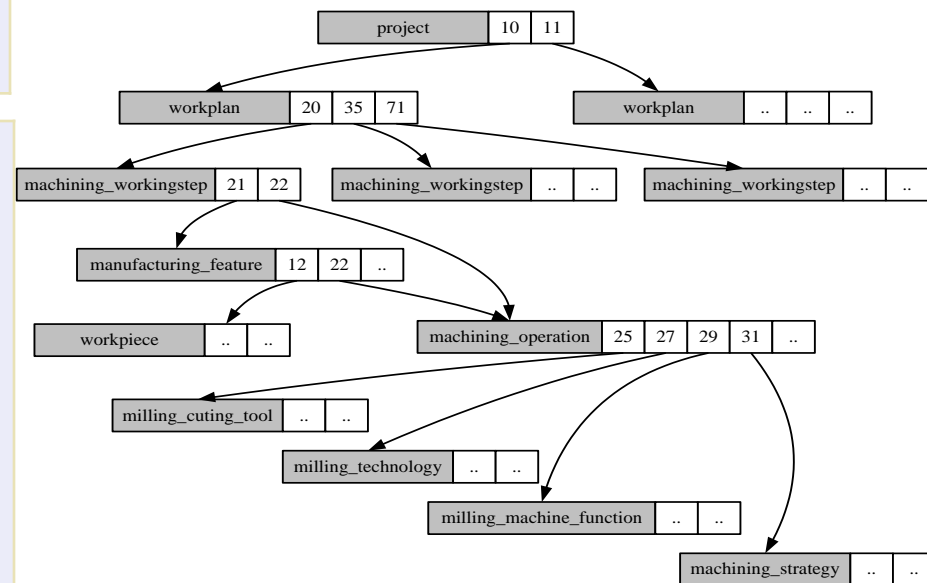 project 10 11
workplan 20 35 71 workplan .. .. ..
machining_workingstep 21 22 machining_workingstep .. .. machining_workingstep .. ..
manufacturing_feature 12 22 ..
workpiece .. .. machining_operation 25 27 29 31 ..
milling_cuting_tool .. ..
milling_technology .. ..
milling_machine_function .. ..
machining_strategy .. ..